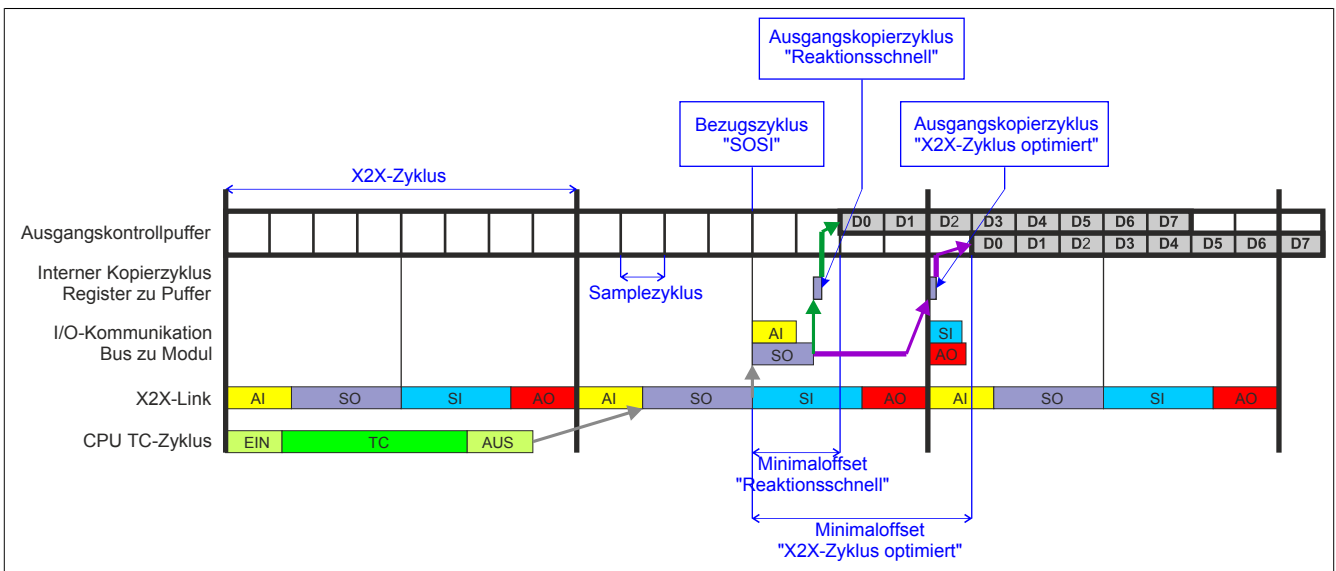 Ausgangskopierzyklus
"Reaktionsschnell"
Bezugszyklus
"SOSI"
Ausgangskopierzyklus
"X2X-Zyklus optimiert"
X2X-Zyklus
Ausgangskontrollpuffer
D0 D1 D2 D3 D4 D5 D6 D7
D0 D1 D2 D3 D4 D5 D6 D7
Interner Kopierzyklus
Register zu Puffer
Samplezyklus
I/O-Kommunikation
Bus zu Modul
AI SI
SO AO
X2X-Link AI SO SI AO AI SO SI AO AI SO SI AO
CPU TC-Zyklus EIN TC AUS
Minimaloffset
"Reaktionsschnell"
Minimaloffset
"X2X-Zyklus optimiert"